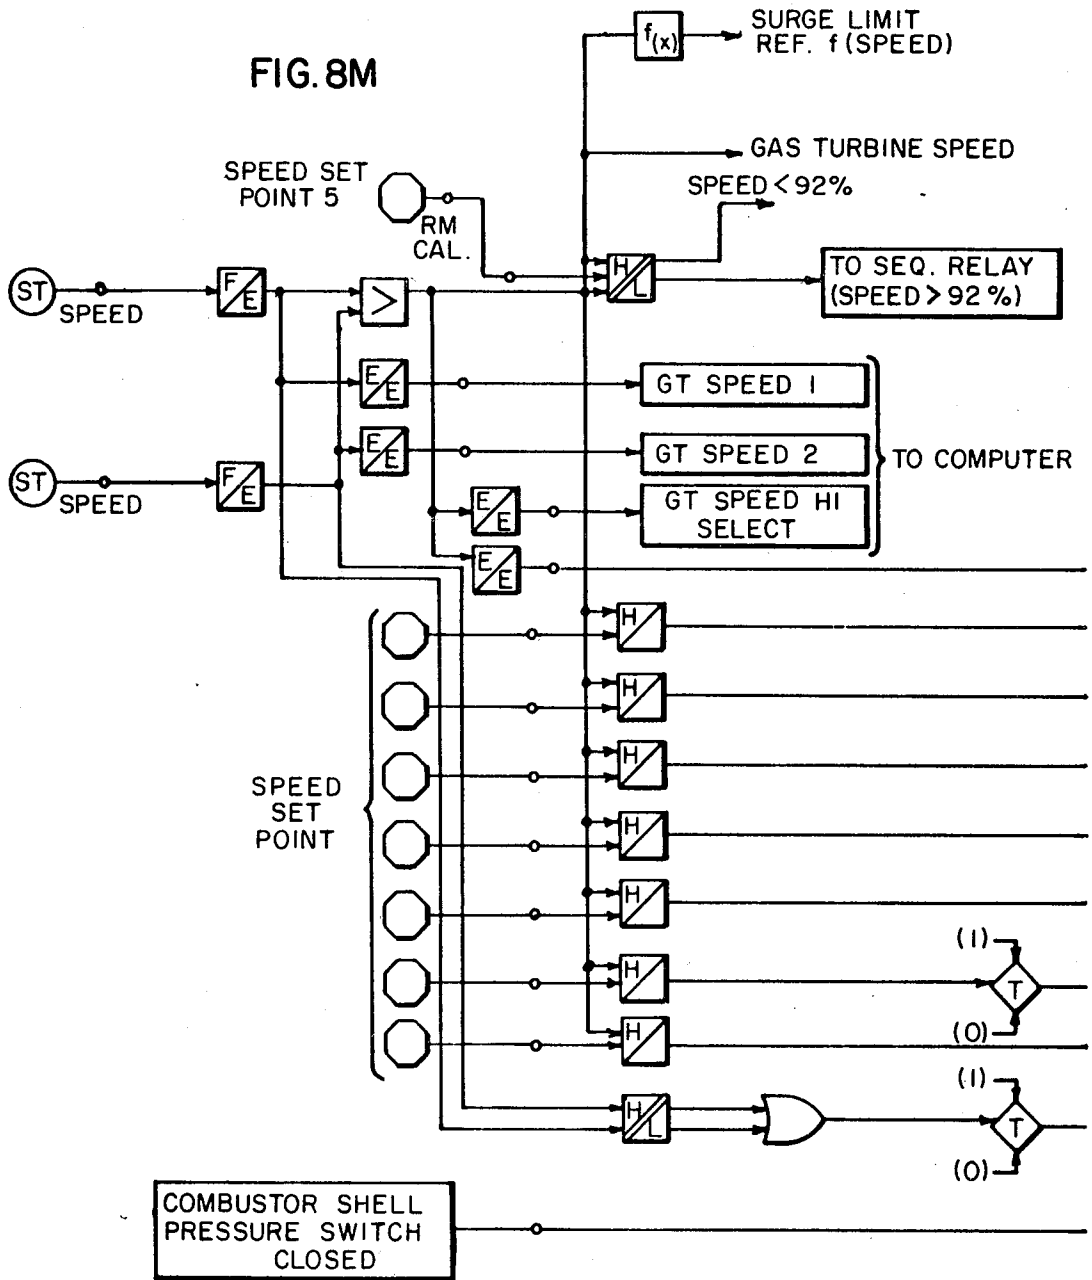 FIG. 8M
f(x)
SURGE LIMIT
REF. f (SPEED)
GAS TURBINE SPEED
SPEED < 92%
SPEED SET
POINT 5
RM
CAL.
H/L
TO SEQ. RELAY
(SPEED > 92 %)
ST
SPEED
F/E
>
E/E
GT SPEED 1
E/E
GT SPEED 2
TO COMPUTER
ST
SPEED
F/E
E/E
GT SPEED HI
SELECT
E/E
H
H
H
SPEED
SET
POINT
H
H
(1)
H
T
(0)
H
(1)
H/L
T
(0)
COMBUSTOR SHELL
PRESSURE SWITCH
CLOSED